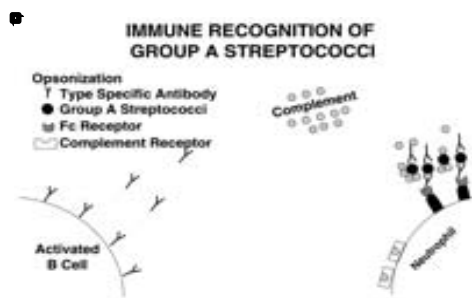 IMMUNE RECOGNITION OF
GROUP A STREPTOCOCCI
Opsonization
Type Specific Antibody
Group A Streptococci
Fc Receptor
Complement Receptor
Complement
Activated
B Cell
Neutrophil